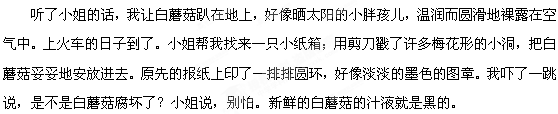 听了小姐的话，我让白蘑菇趴在地上，好像晒太阳的小胖孩儿，温润而圆滑地裸露在空
气中。上火车的日子到了。小姐帮我找来一只小纸箱；用剪刀戳了许多梅花形的小洞，把白
蘑菇妥妥地安放进去。原先的报纸上印了一排排圆环，好像淡淡的墨色的图章。我吓了一跳
说，是不是白蘑菇腐坏了？小姐说，别怕。新鲜的白蘑菇的汁液就是黑的。